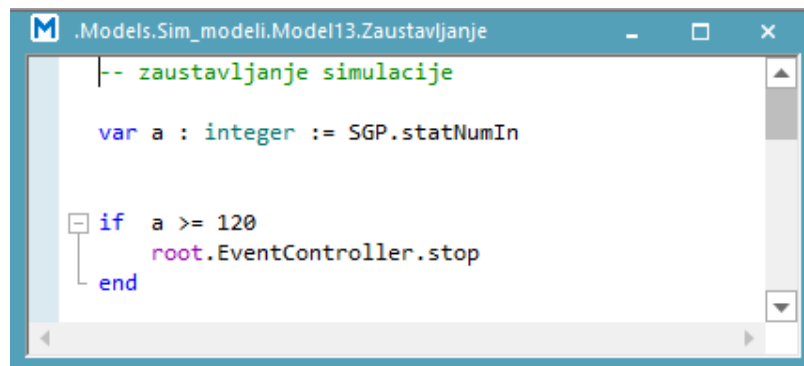 M .Models.Sim_modeli.Model13.Zaustavljanje
-- zaustavljanje simulacije
var a : integer := SGP.statNumIn
if a >= 120
root.EventController.stop
end